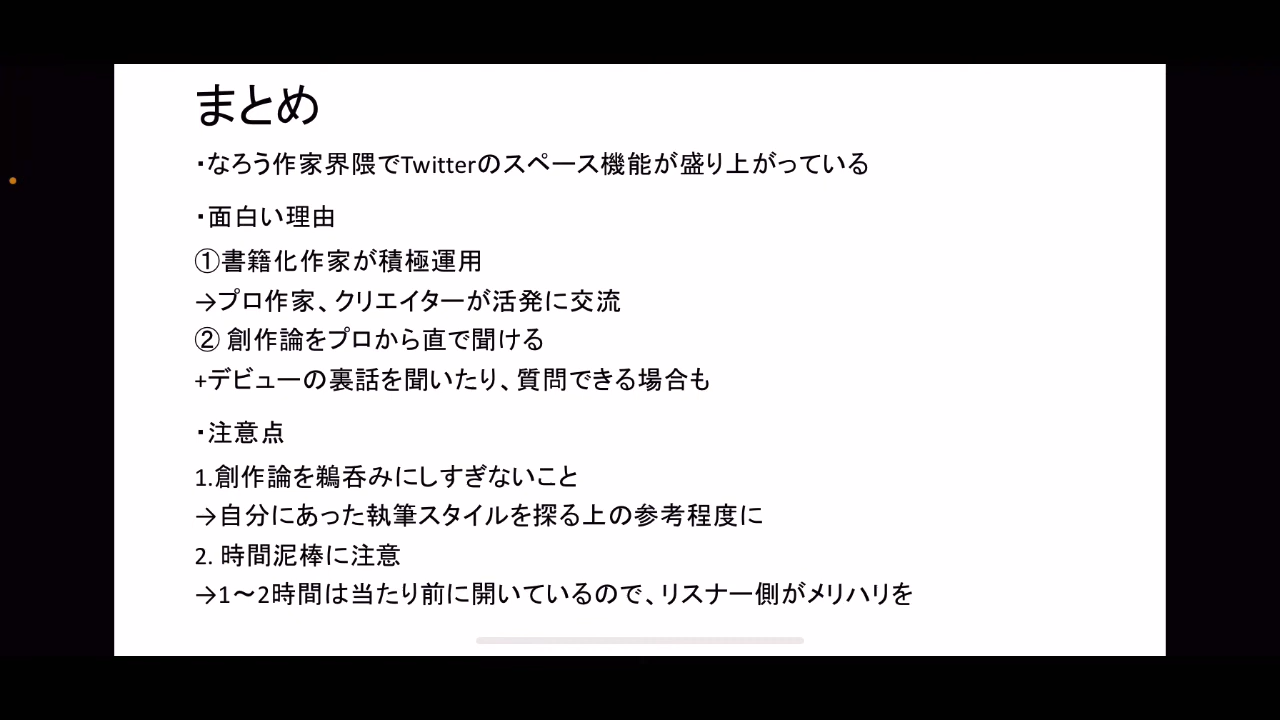 まとめ
・なろう作家界隈でTwitterのスペース機能が盛り上がっている
・面白い理由
①書籍化作家が積極運用
→プロ作家、クリエイターが活発に交流
② 創作論をプロから直で聞ける
+デビューの裏話を聞いたり、質問できる場合も
・注意点
1.創作論を鵜呑みにしすぎないこと
→自分にあった執筆スタイルを探る上の参考程度に
2. 時間泥棒に注意
→1～2時間は当たり前に開いているので、リスナー側がメリハリを